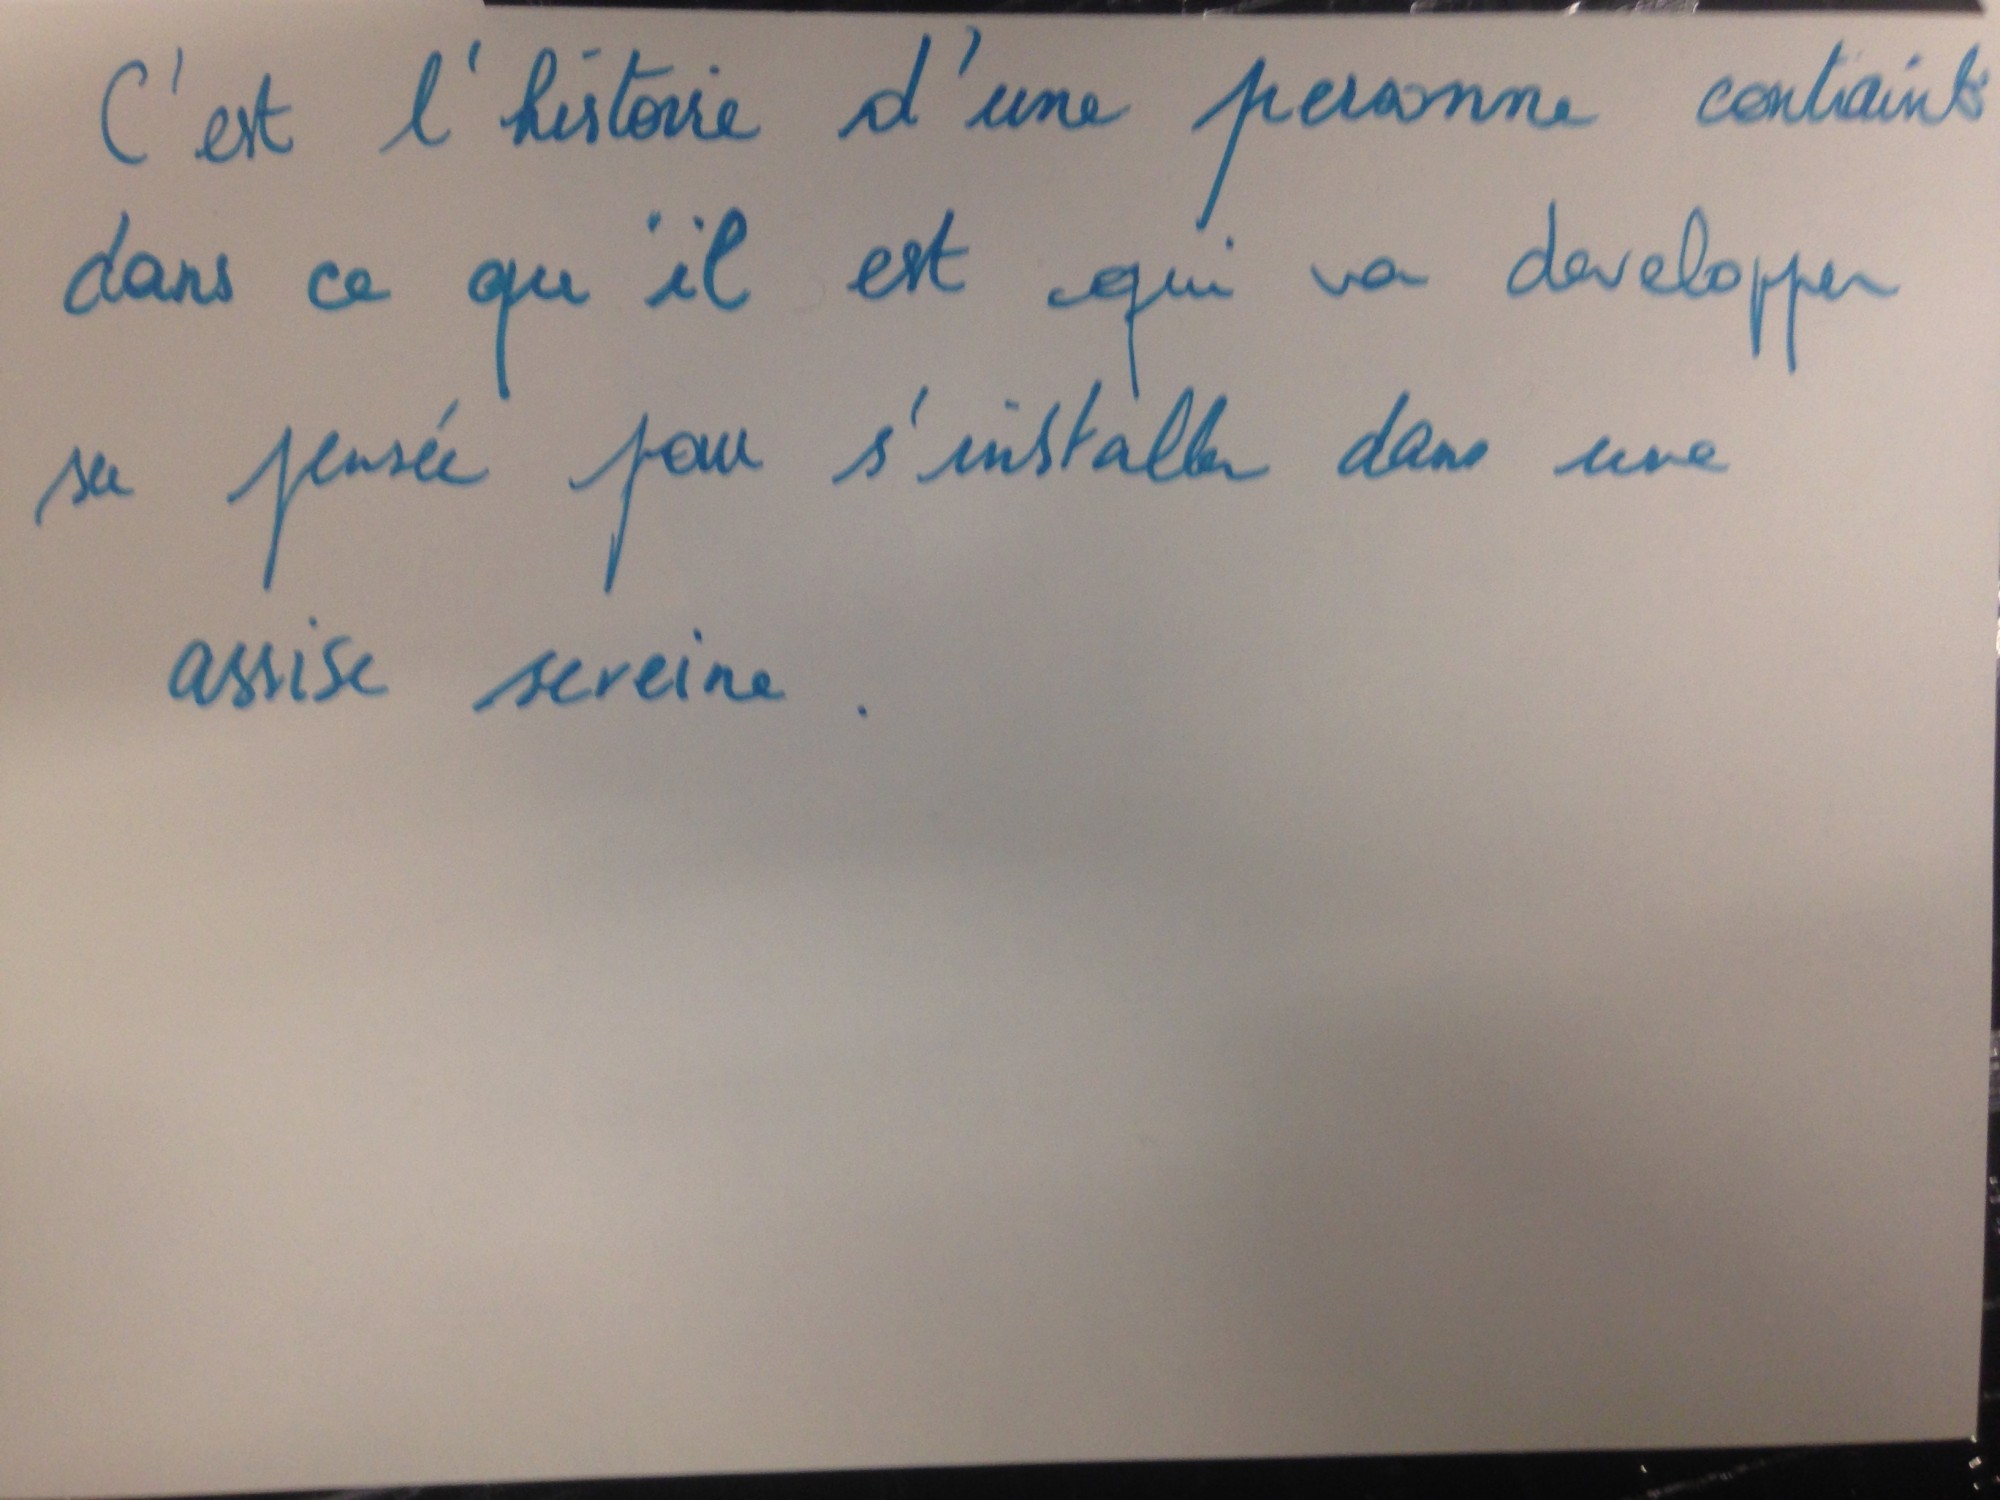 C'est l'histoire d'une personne contrainte
dans ce qu'il est qui va developper
sa pensée pour s'installer dans une
assise sereine.